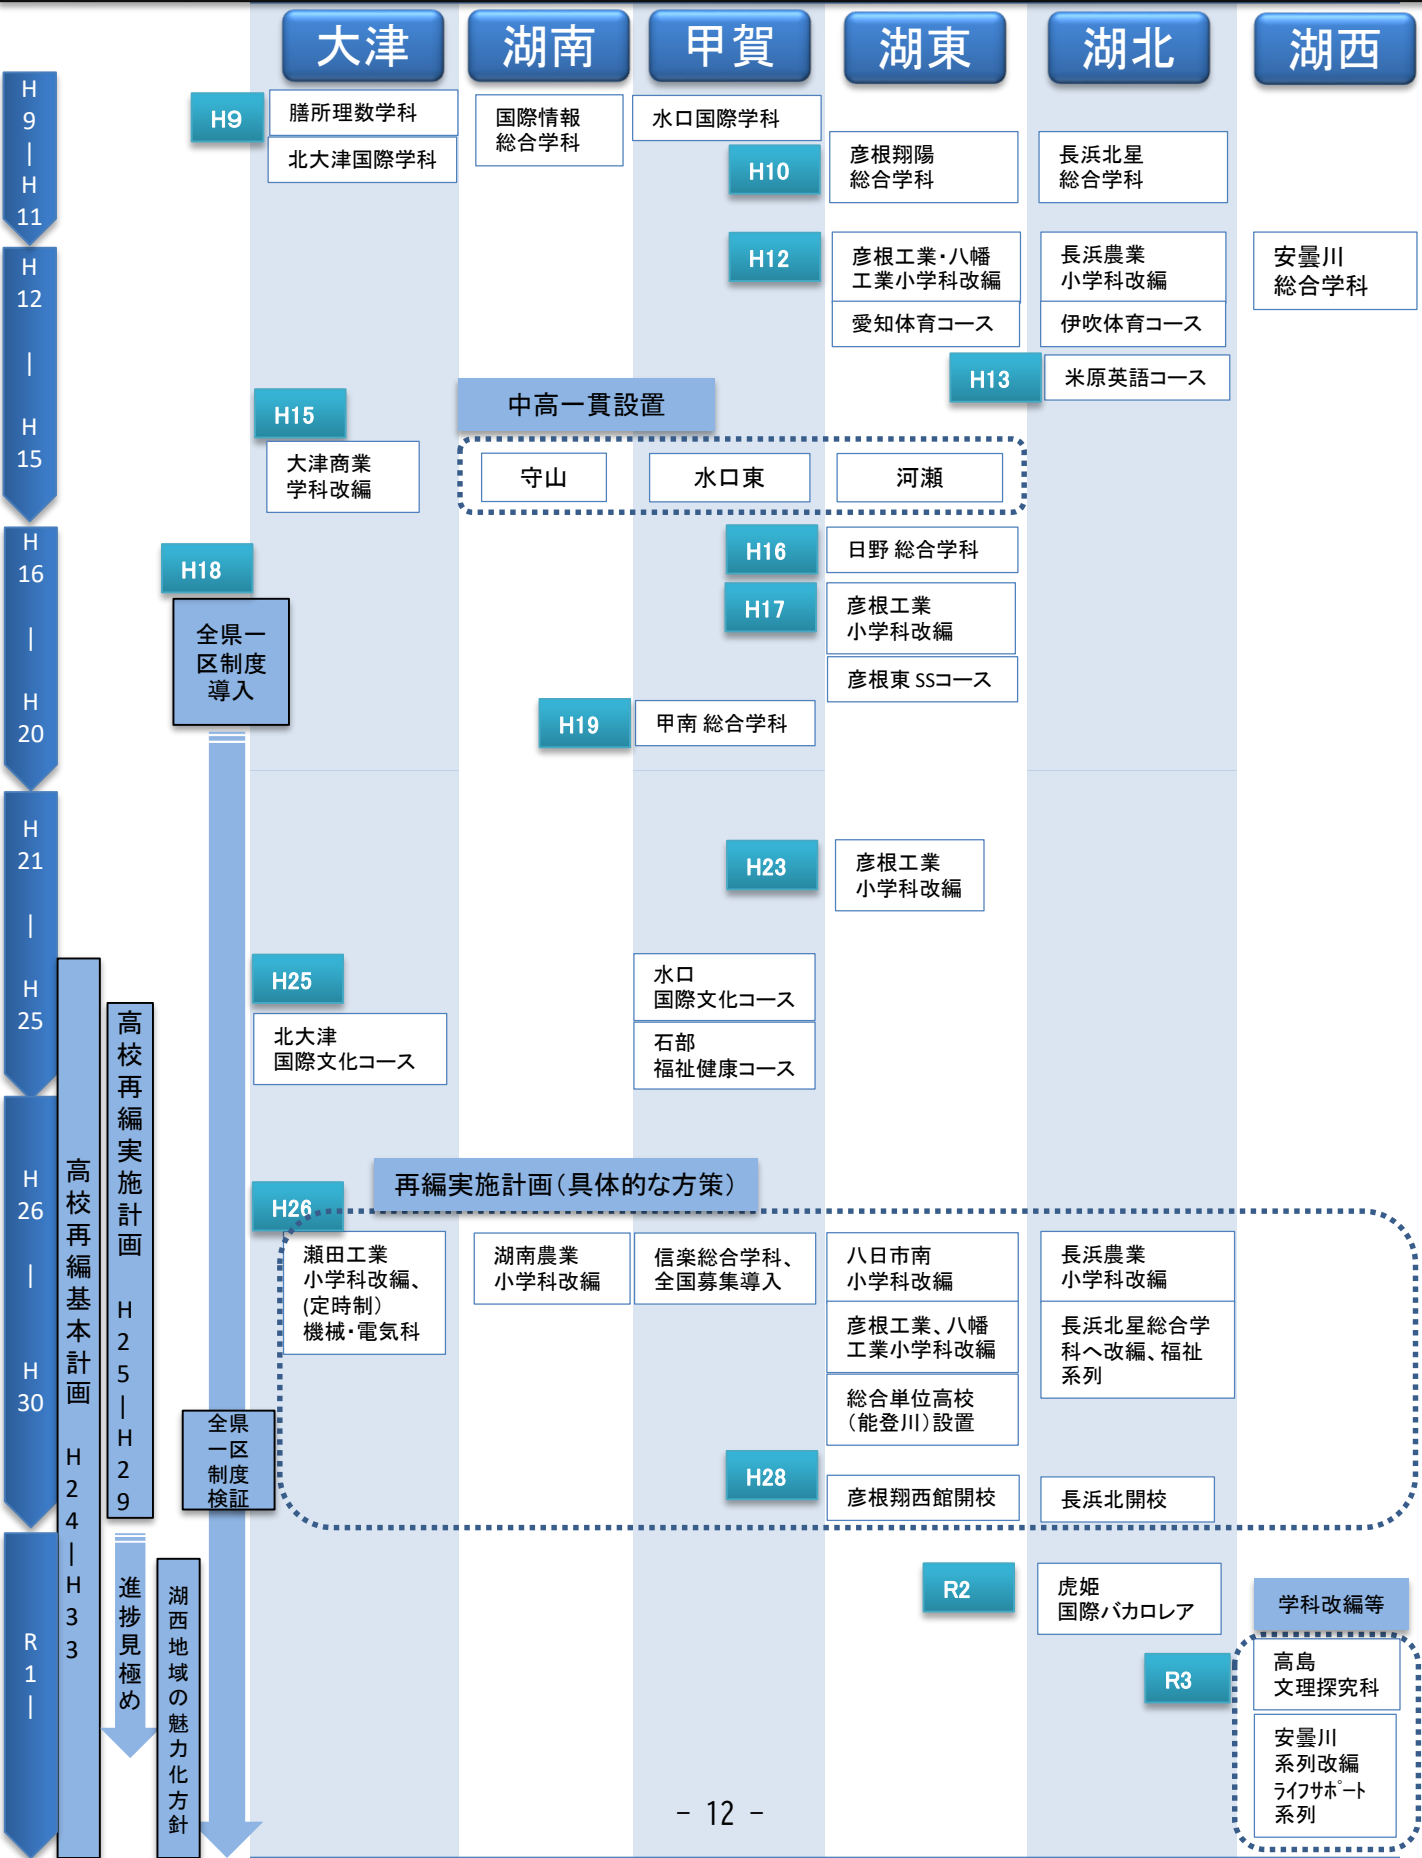 大津
湖南
甲賀
湖東
湖北
湖西
H
9
|
H
11
H9
膳所理数学科
北大津国際学科
国際情報
総合学科
水口国際学科
H10
彦根翔陽
総合学科
長浜北星
総合学科
H
12
|
H
15
H12
彦根工業・八幡
工業小学科改編
愛知体育コース
長浜農業
小学科改編
伊吹体育コース
安曇川
総合学科
H13
米原英語コース
H15
大津商業
学科改編
中高一貫設置
守山
水口東
河瀬
H
16
|
H
20
H16
日野 総合学科
H17
彦根工業
小学科改編
彦根東 SSコース
H18
全県一
区制度
導入
H19
甲南 総合学科
H
21
|
H
25
H23
彦根工業
小学科改編
H25
北大津
国際文化コース
水口
国際文化コース
石部
福祉健康コース
高校再編基本計画 H24|H33
高校再編実施計画 H25|H29
H
26
|
H
30
再編実施計画(具体的な方策)
H26
瀬田工業
小学科改編、
(定時制)
機械・電気科
湖南農業
小学科改編
信楽総合学科、
全国募集導入
八日市南
小学科改編
彦根工業、八幡
工業小学科改編
総合単位高校
(能登川)設置
長浜農業
小学科改編
長浜北星総合学
科へ改編、福祉
系列
全県
一区
制度
検証
H28
彦根翔西館開校
長浜北開校
R
1
|
進捗見極め
湖西地域の魅力化方針
R2
虎姫
国際バカロレア
学科改編等
R3
高島
文理探究科
安曇川
系列改編
ﾗｲﾌｻﾎﾟｰﾄ
系列
- 12 -